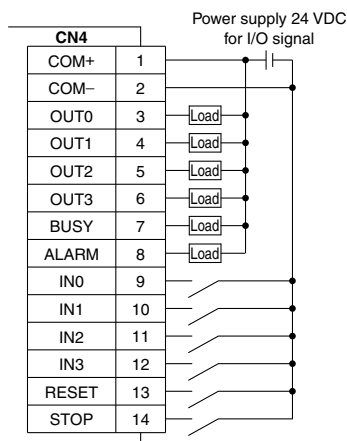 Power supply 24 VDC
for I/O signal
CN4
COM+ 1
COM− 2
OUT0 3 Load
OUT1 4 Load
OUT2 5 Load
OUT3 6 Load
BUSY 7 Load
ALARM 8 Load
IN0 9
IN1 10
IN2 11
IN3 12
RESET 13
STOP 14